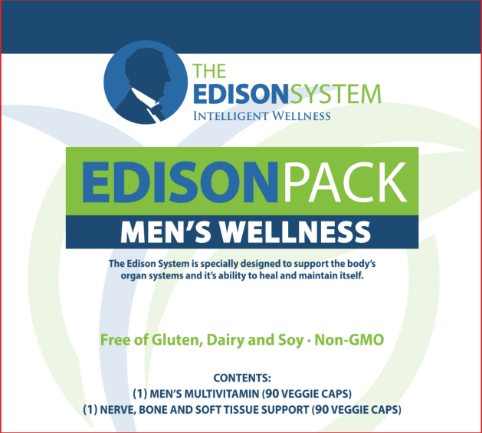 THE
EDISONSYSTEM
INTELLIGENT WELLNESS
EDISONPACK
MEN'S WELLNESS
The Edison System is specially designed to support the body's
organ systems and it's ability to heal and maintain itself.
Free of Gluten, Dairy and Soy · Non-GMO
CONTENTS:
(1) MEN'S MULTIVITAMIN (90 VEGGIE CAPS)
(1) NERVE, BONE AND SOFT TISSUE SUPPORT (90 VEGGIE CAPS)